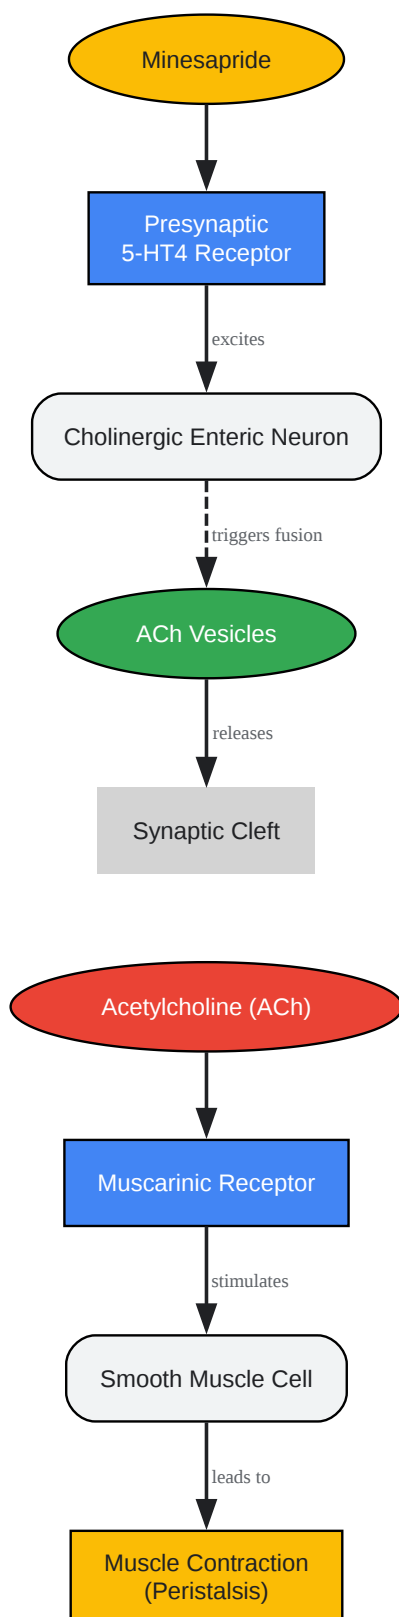 Minesapride
Presynaptic
5-HT4 Receptor
excites
Cholinergic Enteric Neuron
triggers fusion
ACh Vesicles
releases
Synaptic Cleft
Acetylcholine (ACh)
Muscarinic Receptor
stimulates
Smooth Muscle Cell
leads to
Muscle Contraction
(Peristalsis)